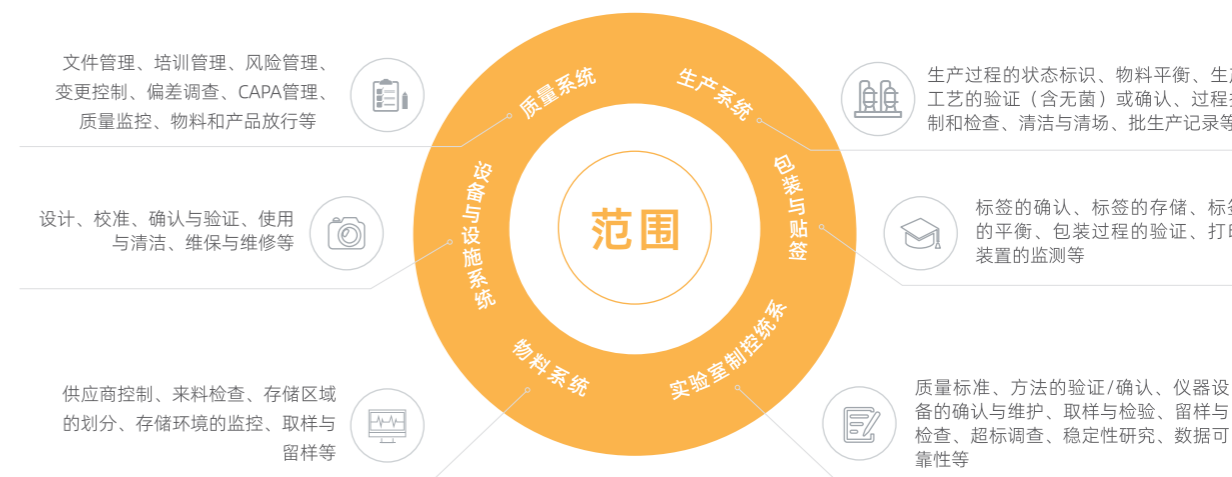 文件管理、培训管理、风险管理、
变更控制、偏差调查、CAPA管理、
质量监控、物料和产品放行等
设计、校准、确认与验证、使用
与清洁、维保与维修等
供应商控制、来料检查、存储区域
的划分、存储环境的监控、取样与
留样等
质量系统
设备与设施系统
物料系统
范围
生产系统
包装与贴签
实验室制控统系
生产过程的状态标识、物料平衡、生
工艺的验证（含无菌）或确认、过程
制和检查、清洁与清场、批生产记录等
标签的确认、标签的存储、标签
的平衡、包装过程的验证、打印
装置的监测等
质量标准、方法的验证/确认、仪器设
备的确认与维护、取样与检验、留样与
检查、超标调查、稳定性研究、数据可
靠性等